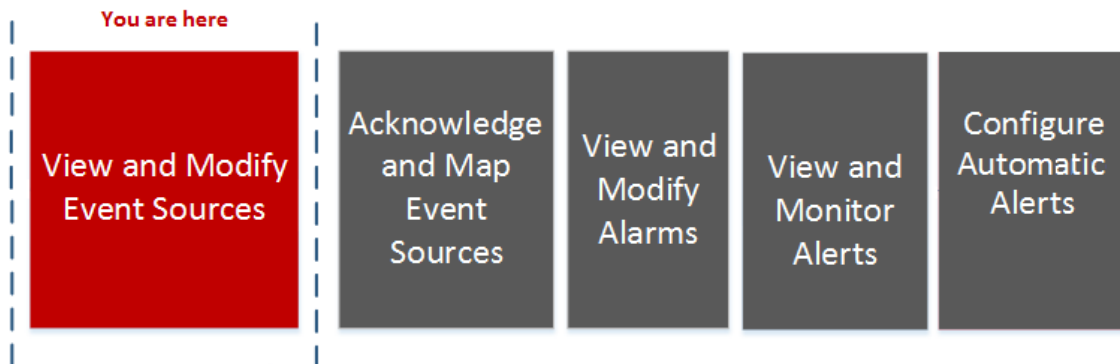 You are here
View and Modify
Event Sources
Acknowledge
and Map
Event
Sources
View and
Modify
Alarms
View and
Monitor
Alerts
Configure
Automatic
Alerts